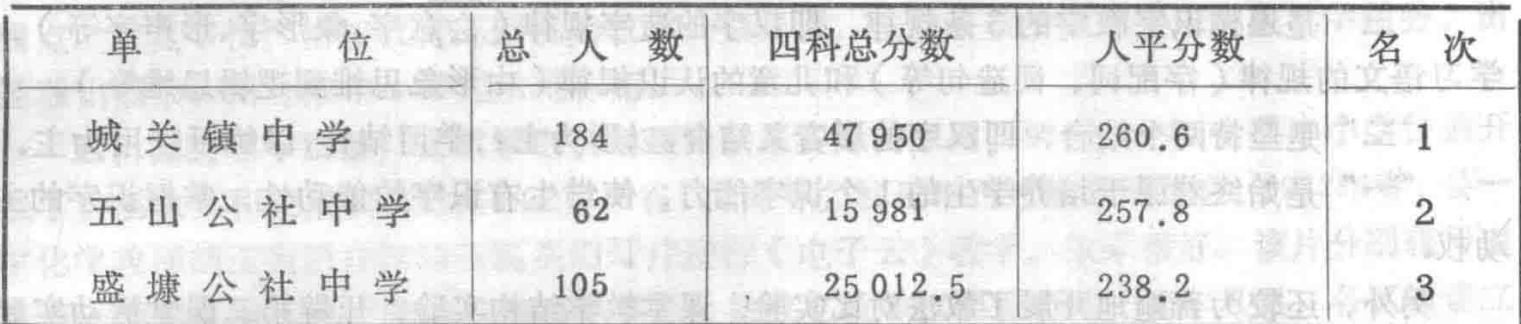 单 位 总 人 数 四科总分数 人平分数 名 次
城 关 镇 中 学 184 47 950 260.6 1
五 山 公 社 中 学 62 15 981 257.8 2
盛 塛 公 社 中 学 105 25 012.5 238.2 3